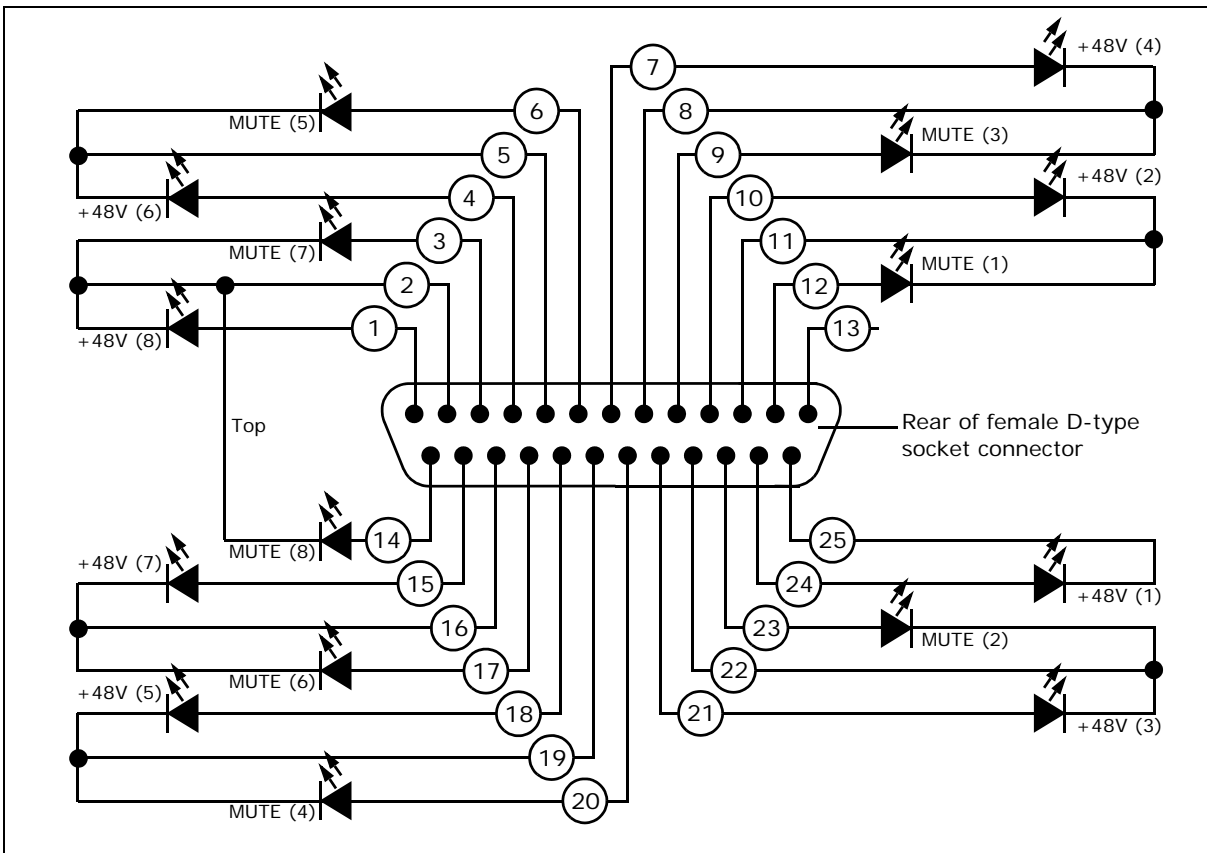 7
+48V (4)
6
MUTE (5)
8
5
9
MUTE (3)
4
+48V (6)
10
+48V (2)
3
MUTE (7)
11
2
12
MUTE (1)
1
+48V (8)
13
Top
Rear of female D-type
socket connector
14
MUTE (8)
25
+48V (7)
15
24
+48V (1)
16
23
MUTE (2)
17
MUTE (6)
22
+48V (5)
18
21
+48V (3)
19
20
MUTE (4)